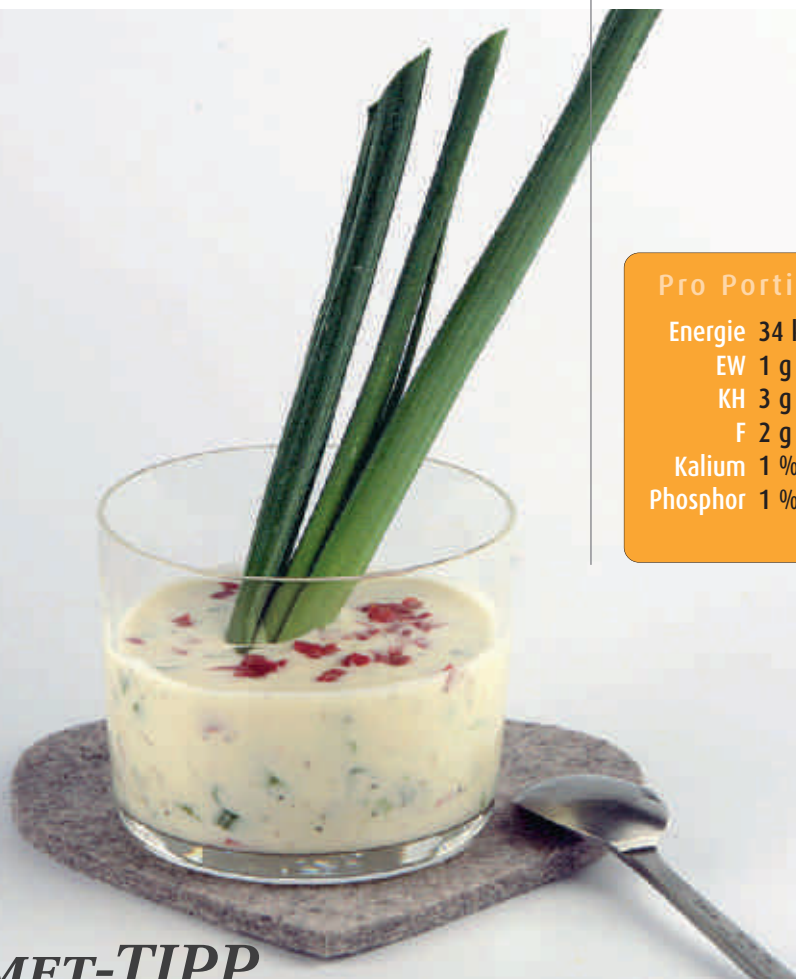 Pro Porti
Energie 34 k
EW 1 g
KH 3 g
F 2 g
Kalium 1 %
Phosphor 1 %
MET-TIPP